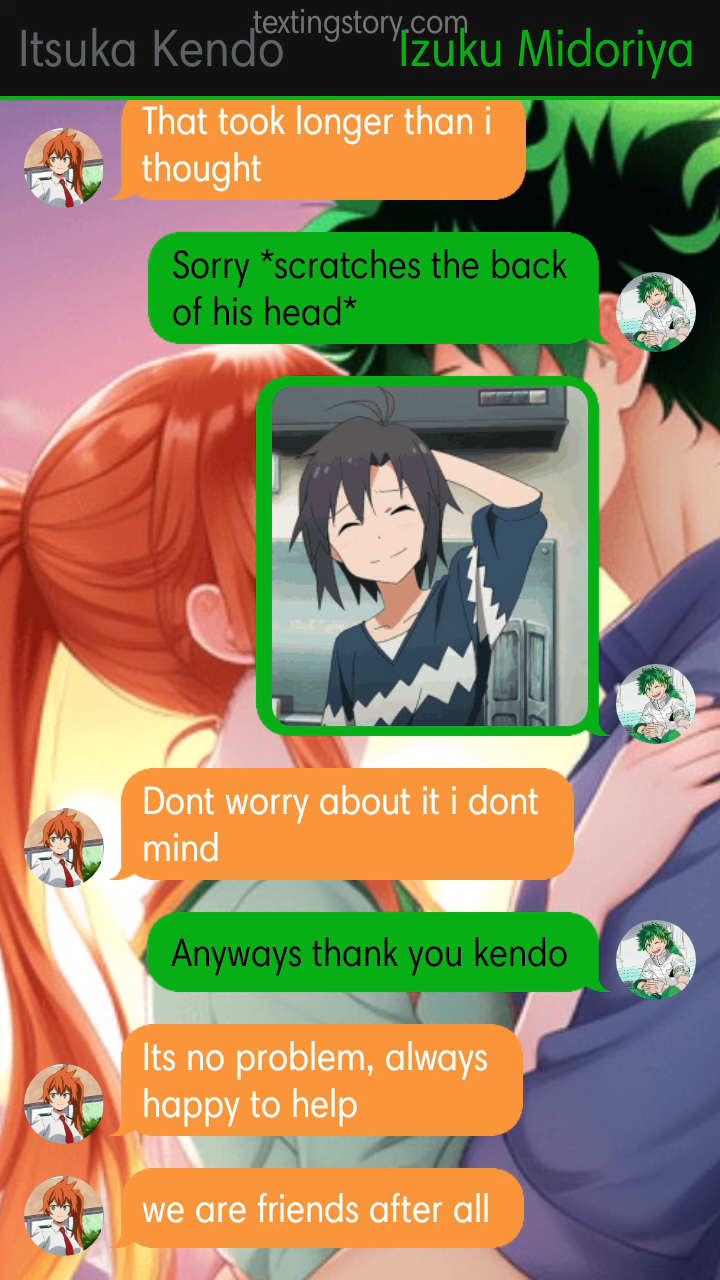 textingstory.com
Itsuka Kendo
Izuku Midoriya
That took longer than i
thought
Sorry *scratches the back
of his head*
Dont worry about it i dont
mind
Anyways thank you kendo
Its no problem, always
happy to help
we are friends after all